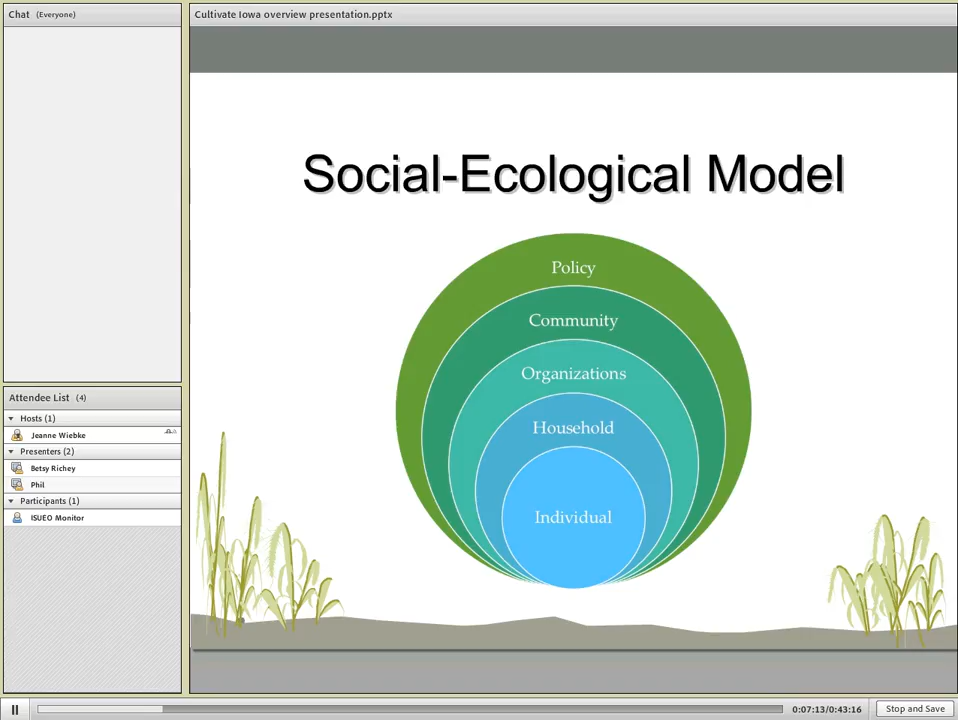 Chat (Everyone)
Cultivate Iowa overview presentation.pptx
Social-Ecological Model
Policy
Community
Organizations
Household
Individual
Attendee List (4)
Hosts (1)
Jeanne Wiebke
Presenters (2)
Betsy Richey
Phil
Participants (1)
ISUEO Monitor
0:07:13/0:43:16
Stop and Save